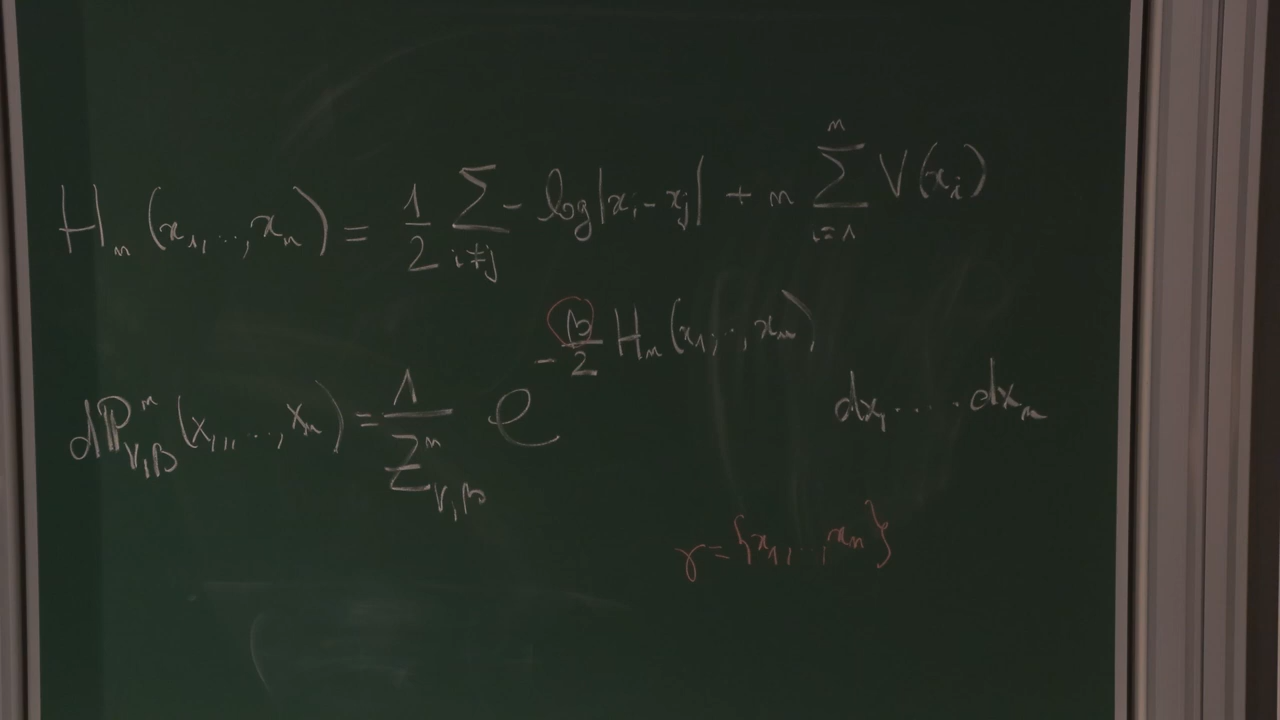 H_n (x_1, ..., x_n) = 1/2 ∑_{i≠j} - log|x_i - x_j| + n ∑_{i=1}^{n} V(x_i)
dℙ^n_{V,β} (x_1, ..., x_n) = 1/Z^n_{V,β} e^{-β/2 H_n (x_1, ..., x_n)} dx_1 .... dx_n
γ = {x_1, ..., x_n}